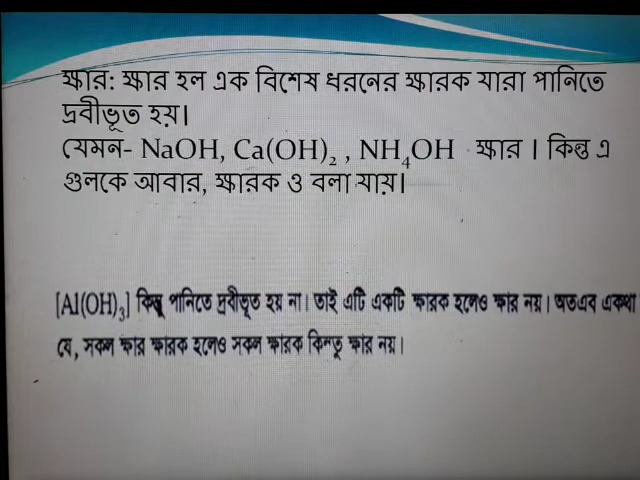 ক্ষার: ক্ষার হল এক বিশেষ ধরনের ক্ষারক যারা পানিতে
দ্রবীভূত হয়।
যেমন- NaOH, Ca(OH)₂ , NH₄OH ক্ষার । কিন্তু এ
গুলকে আবার, ক্ষারক ও বলা যায়।
[Al(OH)₃] কিন্তু পানিতে দ্রবীভূত হয় না। তাই এটি একটি ক্ষারক হলেও ক্ষার নয়। অতএব একথা
যে, সকল ক্ষার ক্ষারক হলেও সকল ক্ষারক কিন্তু ক্ষার নয়।